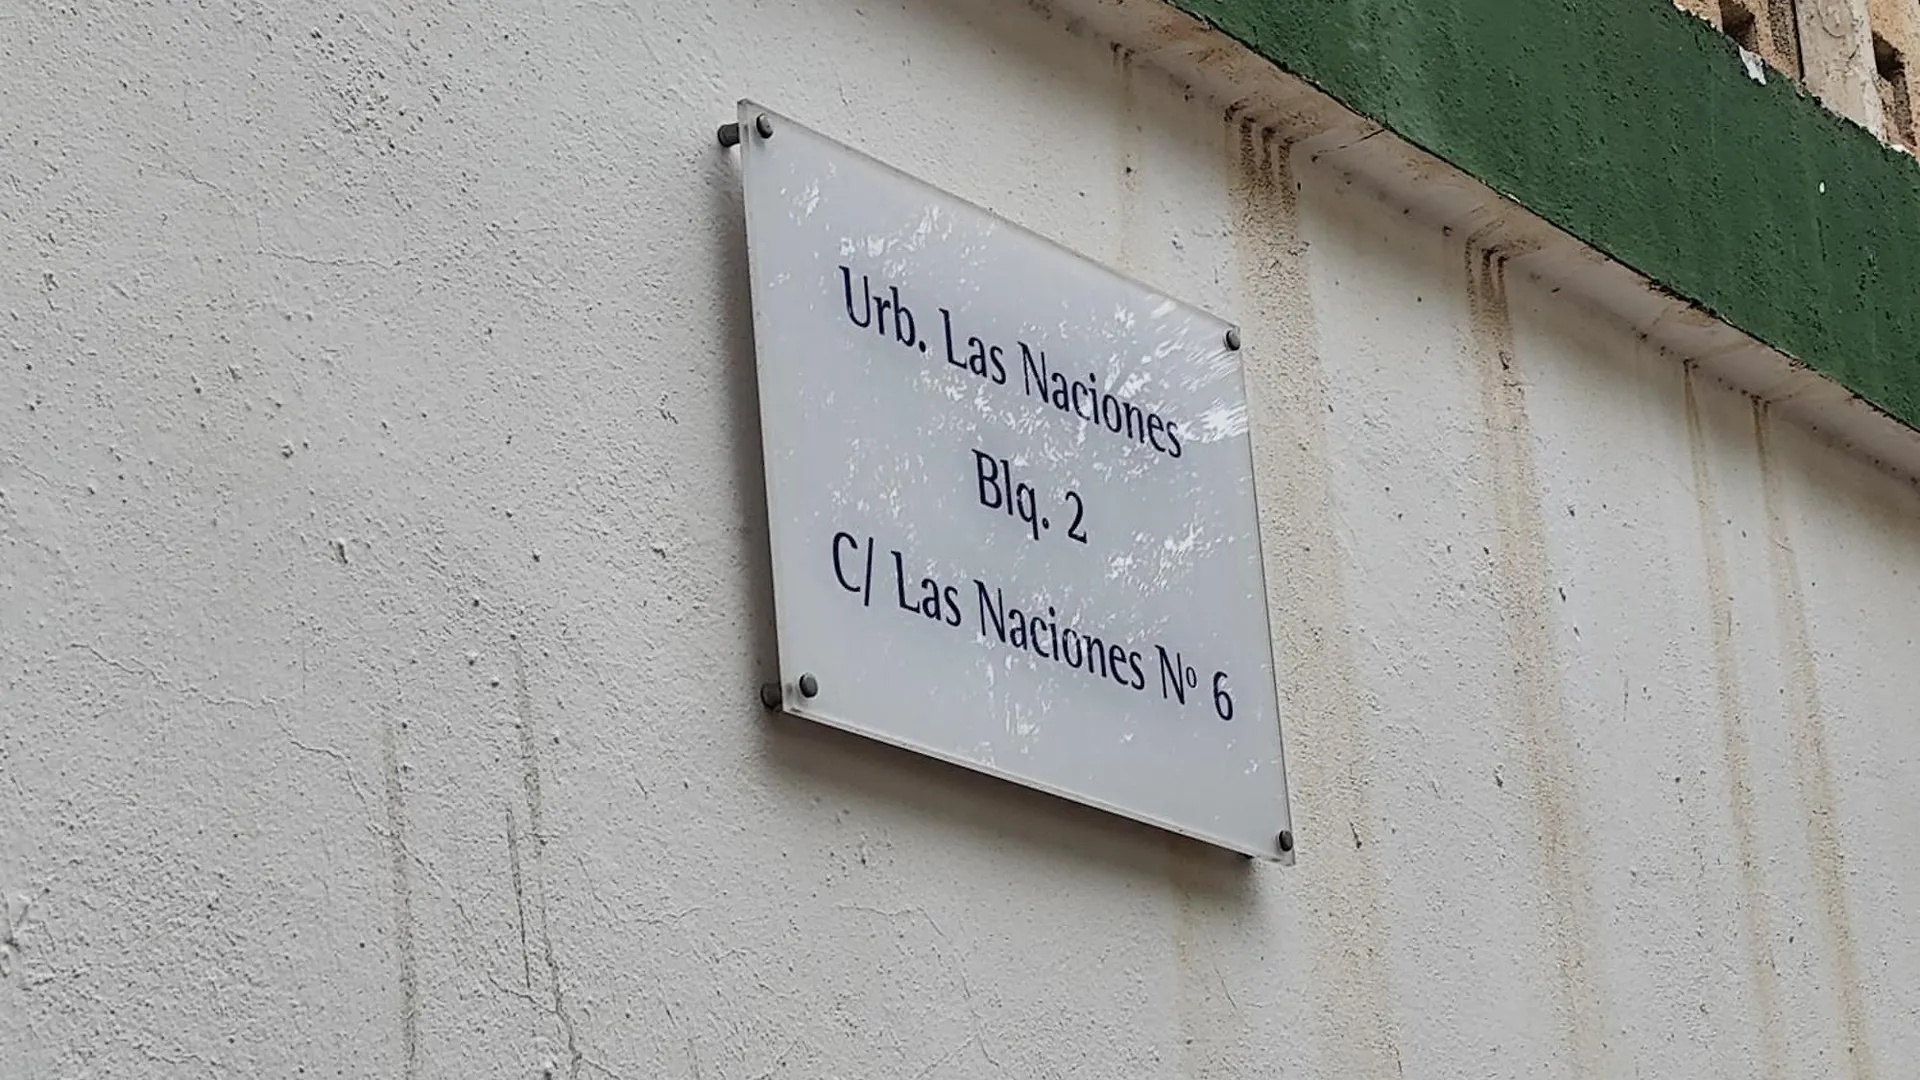 Urb. Las Naciones
Blq. 2
C/ Las Naciones Nº 6